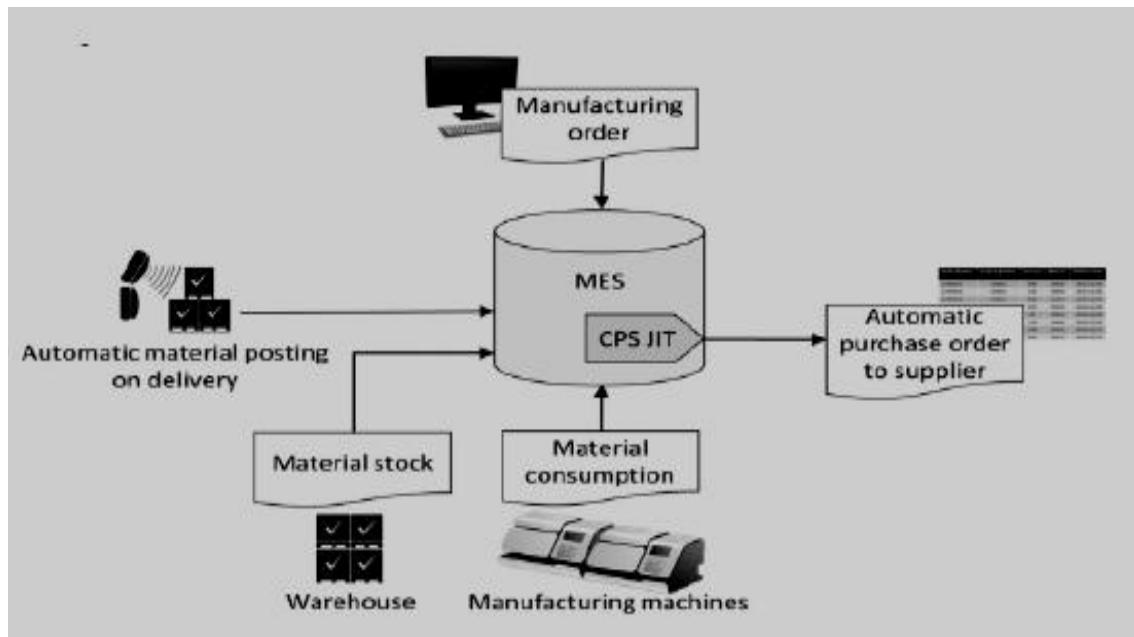 Manufacturing
order
MES
CPS JIT
Automatic material posting
on delivery
Automatic
purchase order
to supplier
Material stock
Material
consumption
Warehouse
Manufacturing machines